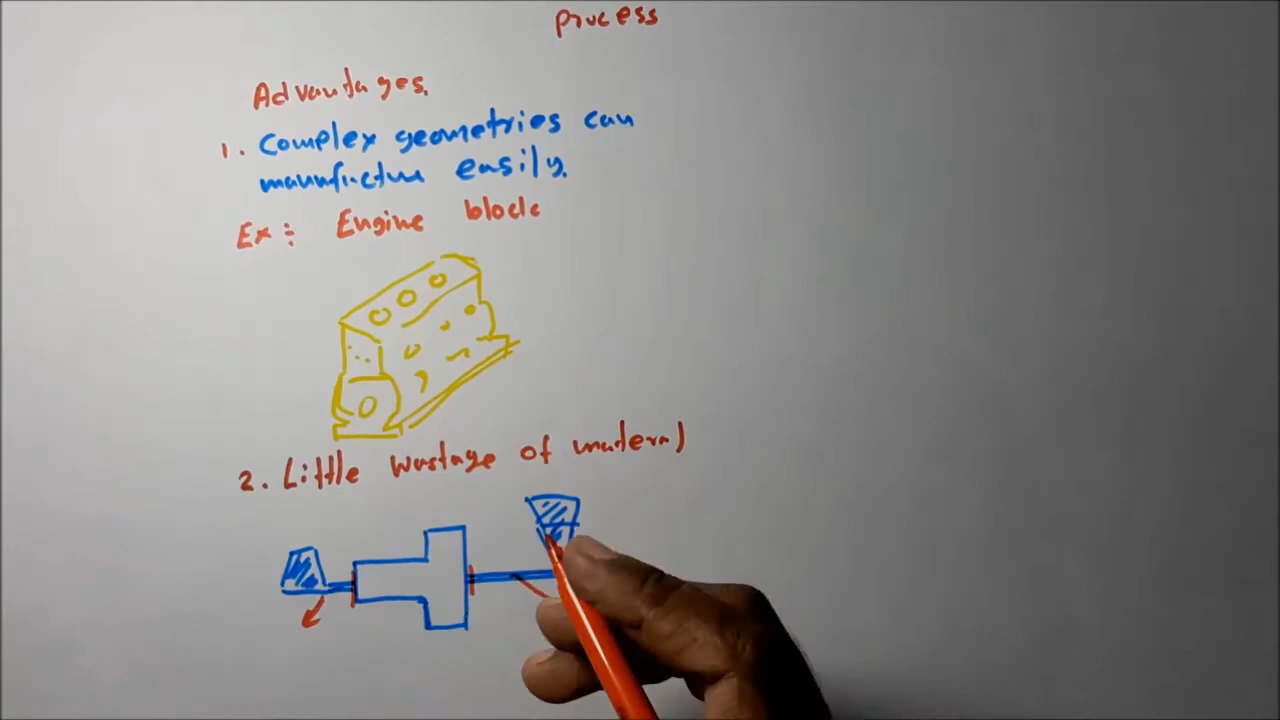 process
Advantages.
1. Complex geometries can
manufacture easily.
Ex: Engine block
2. Little Wastage of material